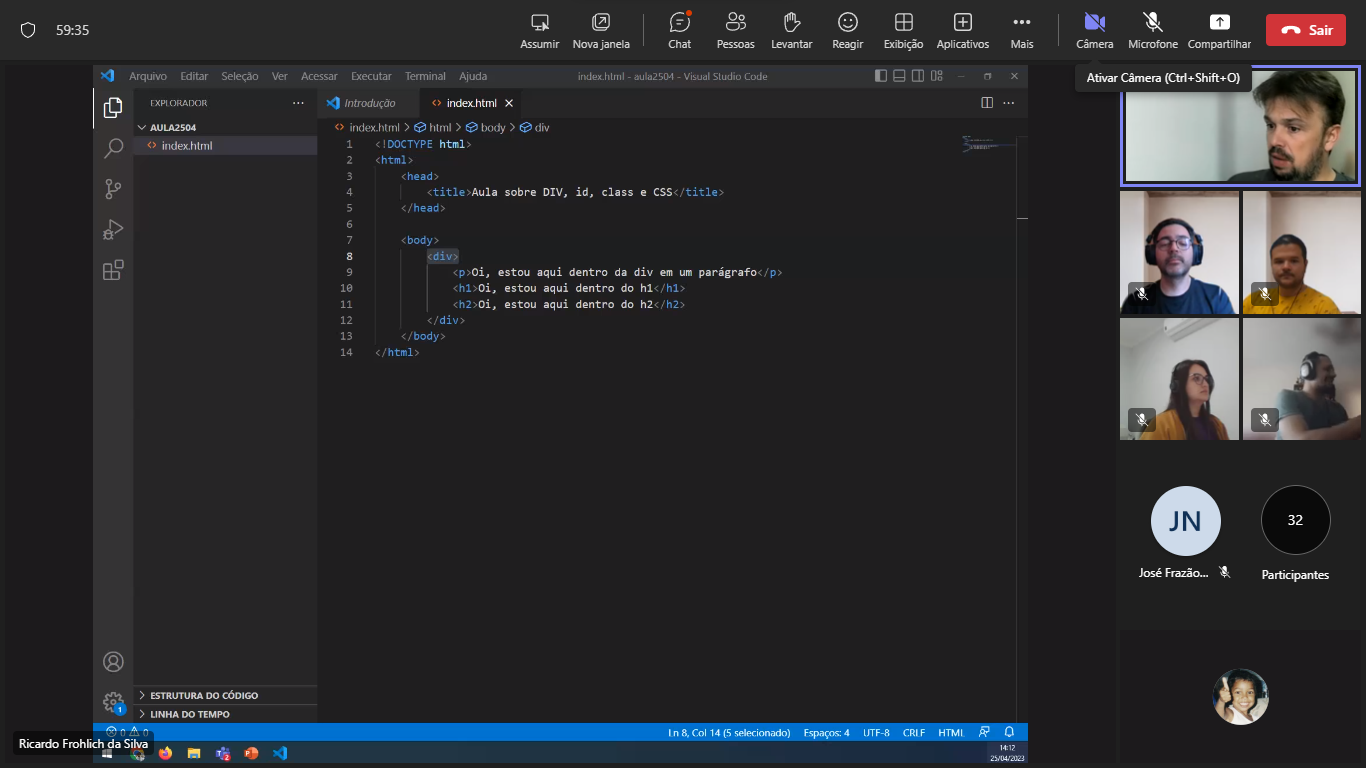 59:35
Assumir
Nova janela
Chat
Pessoas
Levantar
Reagir
Exibição
Aplicativos
Mais
Câmera
Microfone
Compartilhar
Sair
Ativar Câmera (Ctrl+Shift+O)
Arquivo Editar Seleção Ver Acessar Executar Terminal Ajuda
index.html - aula2504 - Visual Studio Code
EXPLORADOR
Introdução
index.html
AULA2504
index.html
index.html > html > body > div
1 <!DOCTYPE html>
2 <html>
3 <head>
4 <title>Aula sobre DIV, id, class e CSS</title>
5 </head>
6
7 <body>
8 <div>
9 <p>Oi, estou aqui dentro da div em um parágrafo</p>
10 <h1>Oi, estou aqui dentro do h1</h1>
11 <h2>Oi, estou aqui dentro do h2</h2>
12 </div>
13 </body>
14 </html>
JN
José Frazão...
32
Participantes
ESTRUTURA DO CÓDIGO
LINHA DO TEMPO
1
0 0
Ln 8, Col 14 (5 selecionado) Espaços: 4 UTF-8 CRLF HTML
Ricardo Frohlich da Silva
2
14:12
25/04/2023